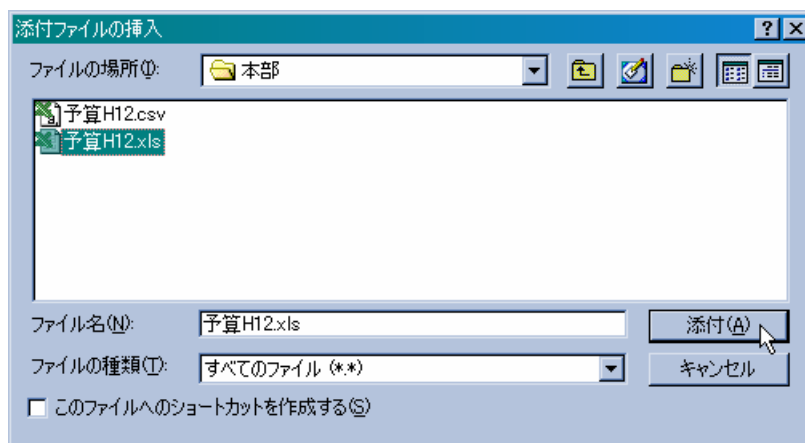 添付ファイルの挿入
ファイルの場所(I): 本部
予算H12.csv
予算H12.xls
ファイル名(N): 予算H12.xls 添付(A)
ファイルの種類(T): すべてのファイル (*.*) キャンセル
このファイルへのショートカットを作成する(S)